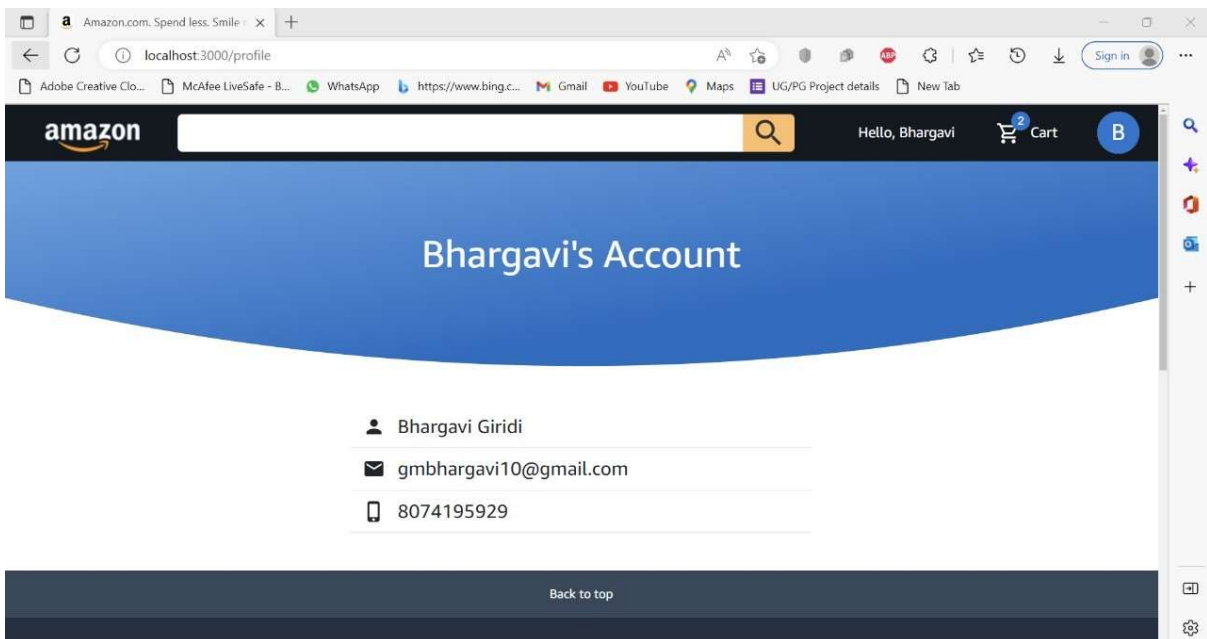 a Amazon.com. Spend less. Smile
localhost:3000/profile
A
ABP
Sign in
Adobe Creative Clo... McAfee LiveSafe - B... WhatsApp b https://www.bing.c... M Gmail YouTube Maps UG/PG Project details New Tab
amazon
Hello, Bhargavi 2 Cart B
Bhargavi's Account
Bhargavi Giridi
gmbhargavi10@gmail.com
8074195929
Back to top